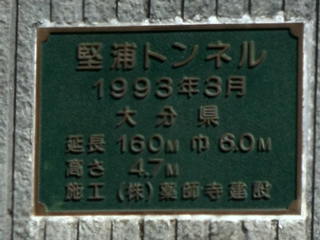 堅浦トンネル
1993年3月
大分県
延長 160M 巾 6.0M
高さ 4.7M
施工 (株)薬師寺建設